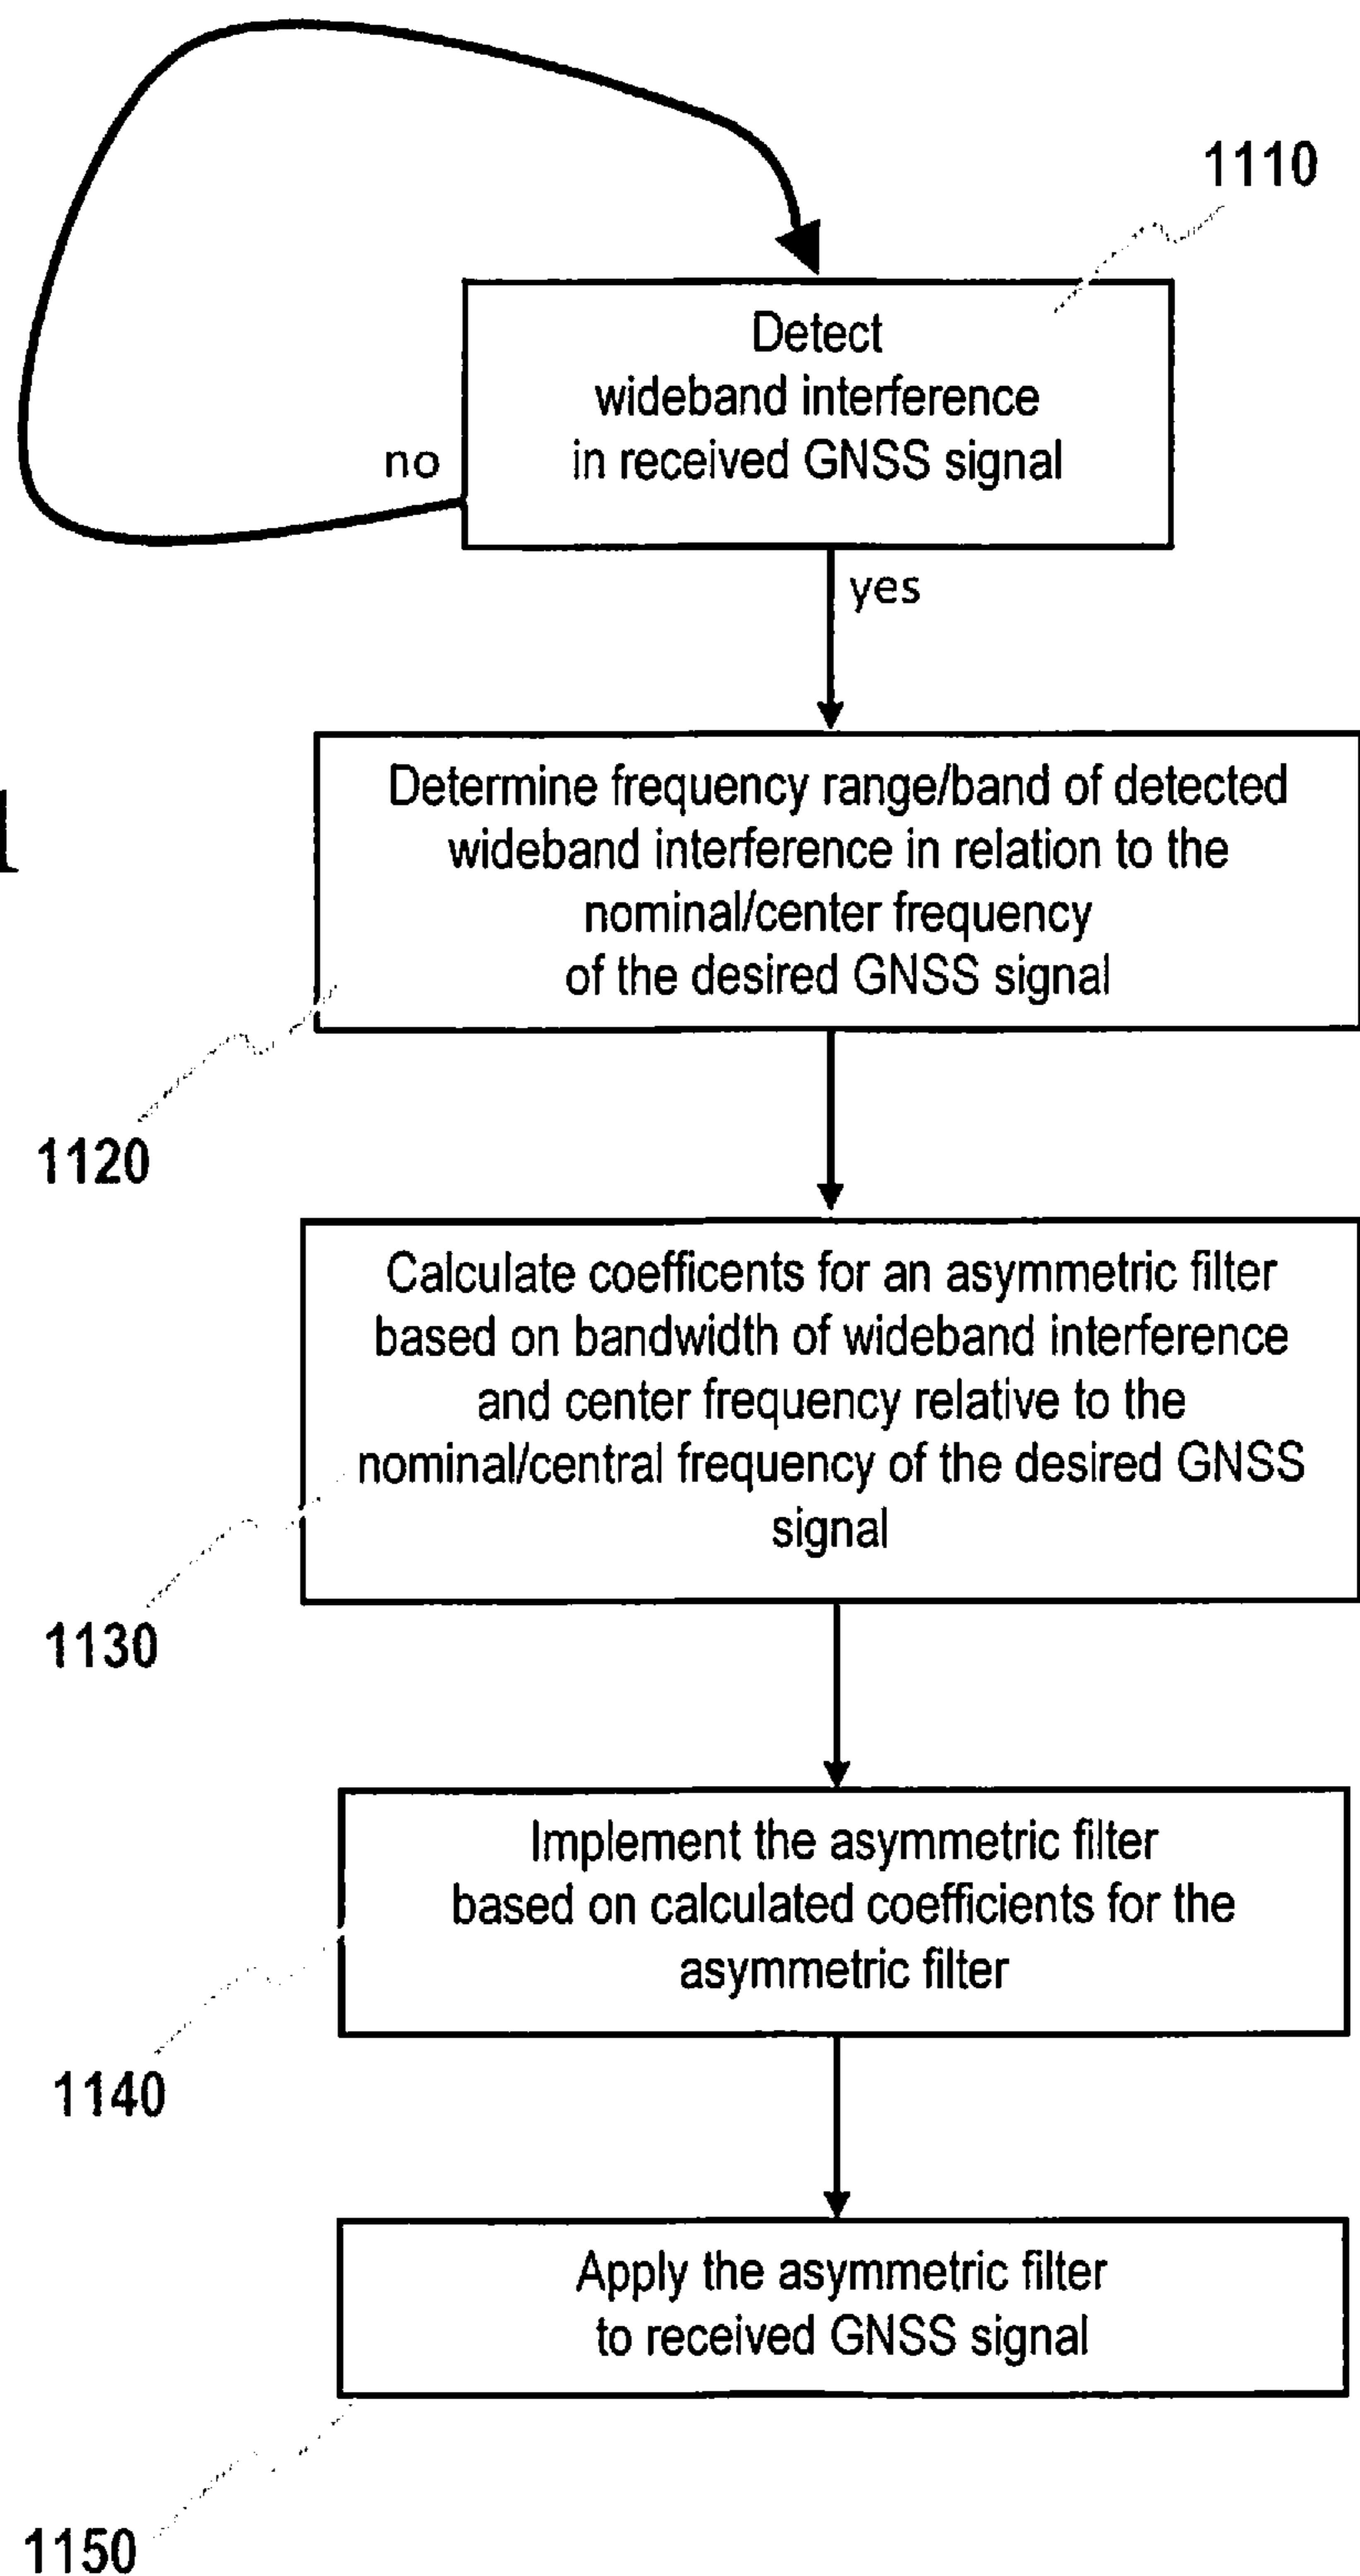 1110
Detect
wideband interference
in received GNSS signal
no
yes
Determine frequency range/band of detected
wideband interference in relation to the
nominal/center frequency
of the desired GNSS signal
1120
Calculate coefficents for an asymmetric filter
based on bandwidth of wideband interference
and center frequency relative to the
nominal/central frequency of the desired GNSS
signal
1130
Implement the asymmetric filter
based on calculated coefficients for the
asymmetric filter
1140
Apply the asymmetric filter
to received GNSS signal
1150